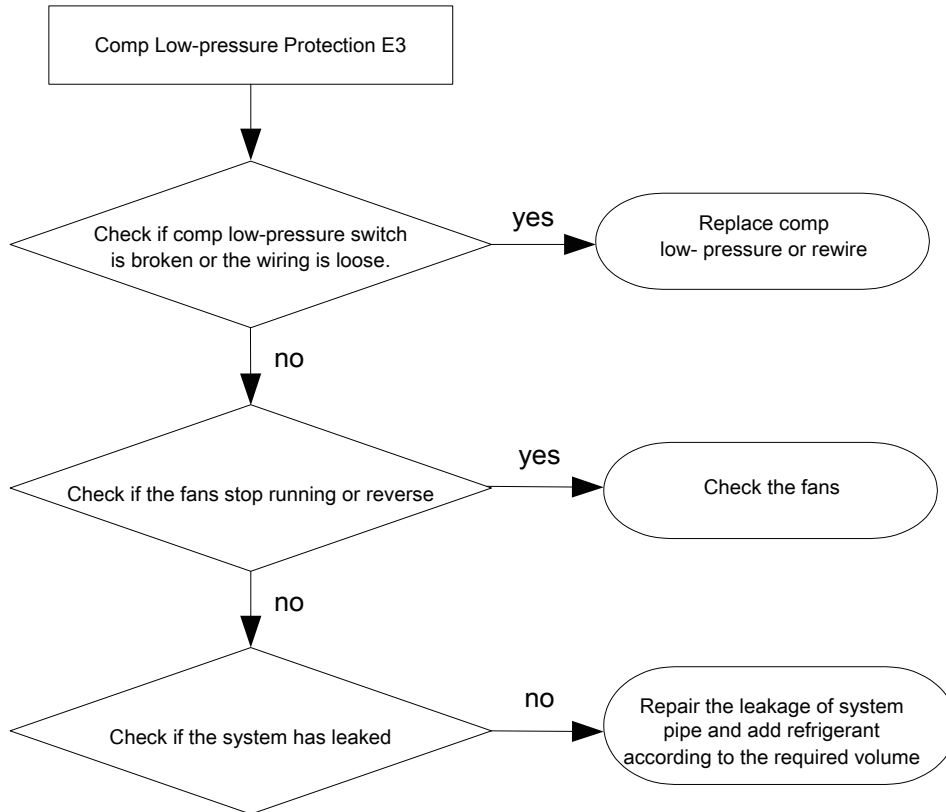 Comp Low-pressure Protection E3
Check if comp low-pressure switch
is broken or the wiring is loose.
yes
Replace comp
low- pressure or rewire
no
Check if the fans stop running or reverse
yes
Check the fans
no
Check if the system has leaked
no
Repair the leakage of system
pipe and add refrigerant
according to the required volume